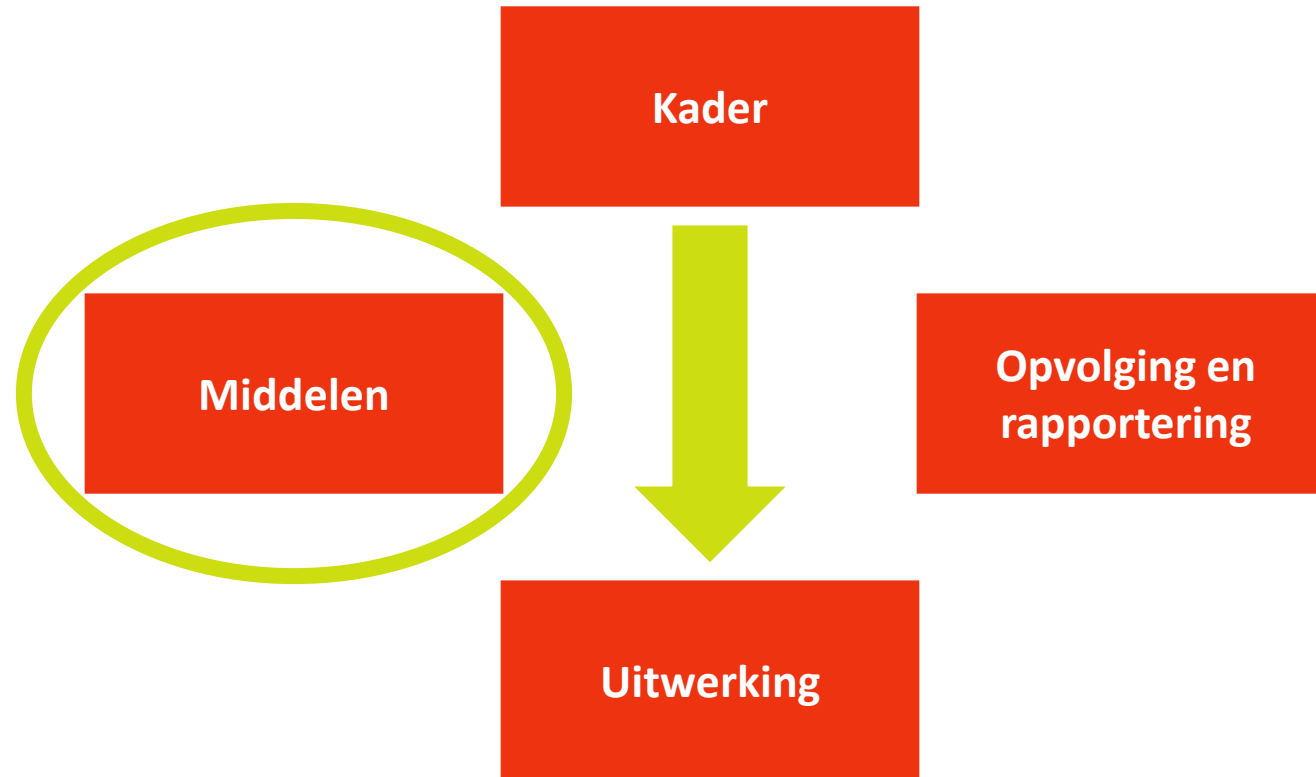 Kader
Middelen
Opvolging en
rapportering
Uitwerking